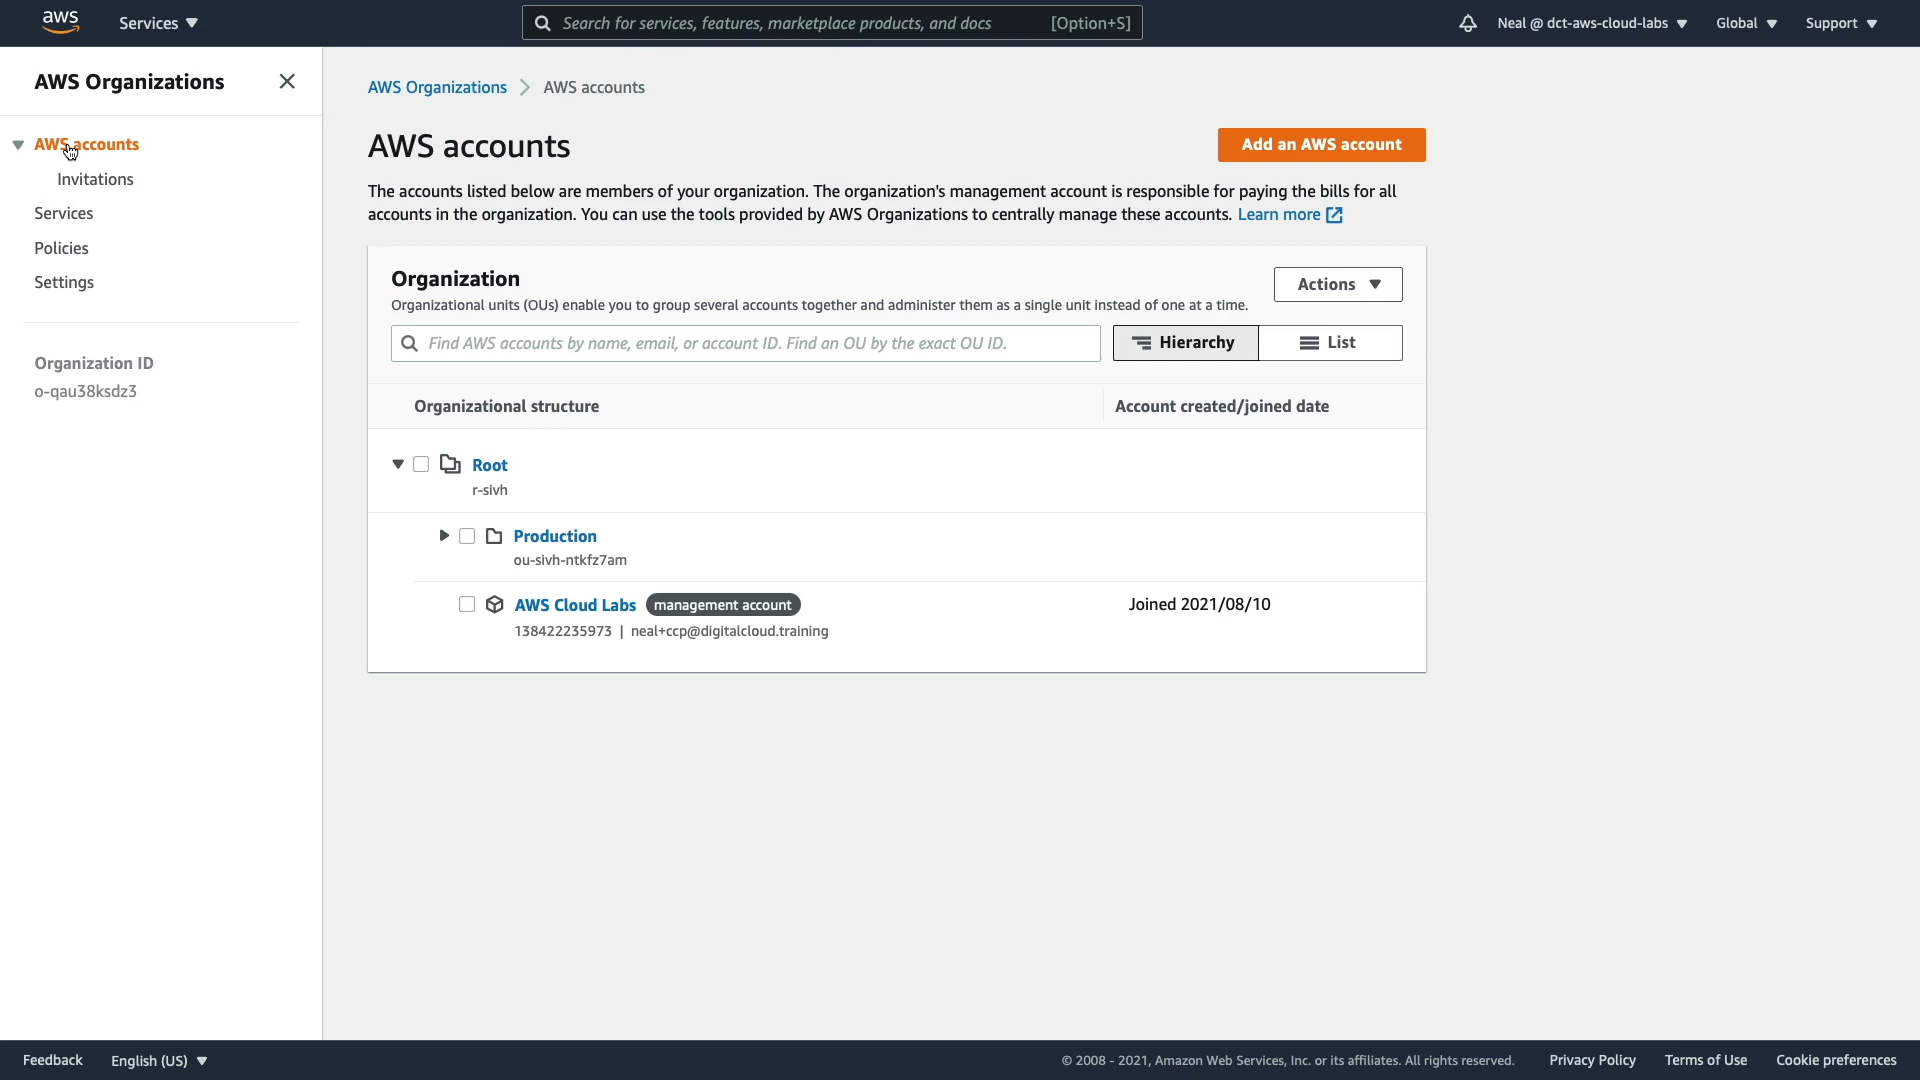 aws
Services
Search for services, features, marketplace products, and docs [Option+S]
Neal @ dct-aws-cloud-labs
Global
Support
AWS Organizations
AWS accounts
Invitations
Services
Policies
Settings
Organization ID
o-qau38ksdz3
AWS Organizations > AWS accounts
AWS accounts
Add an AWS account
The accounts listed below are members of your organization. The organization's management account is responsible for paying the bills for all
accounts in the organization. You can use the tools provided by AWS Organizations to centrally manage these accounts. Learn more
Organization
Actions
Organizational units (OUs) enable you to group several accounts together and administer them as a single unit instead of one at a time.
Find AWS accounts by name, email, or account ID. Find an OU by the exact OU ID.
Hierarchy
List
Organizational structure
Account created/joined date
Root
r-sivh
Production
ou-sivh-ntkfz7am
AWS Cloud Labs management account
Joined 2021/08/10
138422235973 | neal+ccp@digitalcloud.training
Feedback
English (US)
© 2008 - 2021, Amazon Web Services, Inc. or its affiliates. All rights reserved.
Privacy Policy
Terms of Use
Cookie preferences